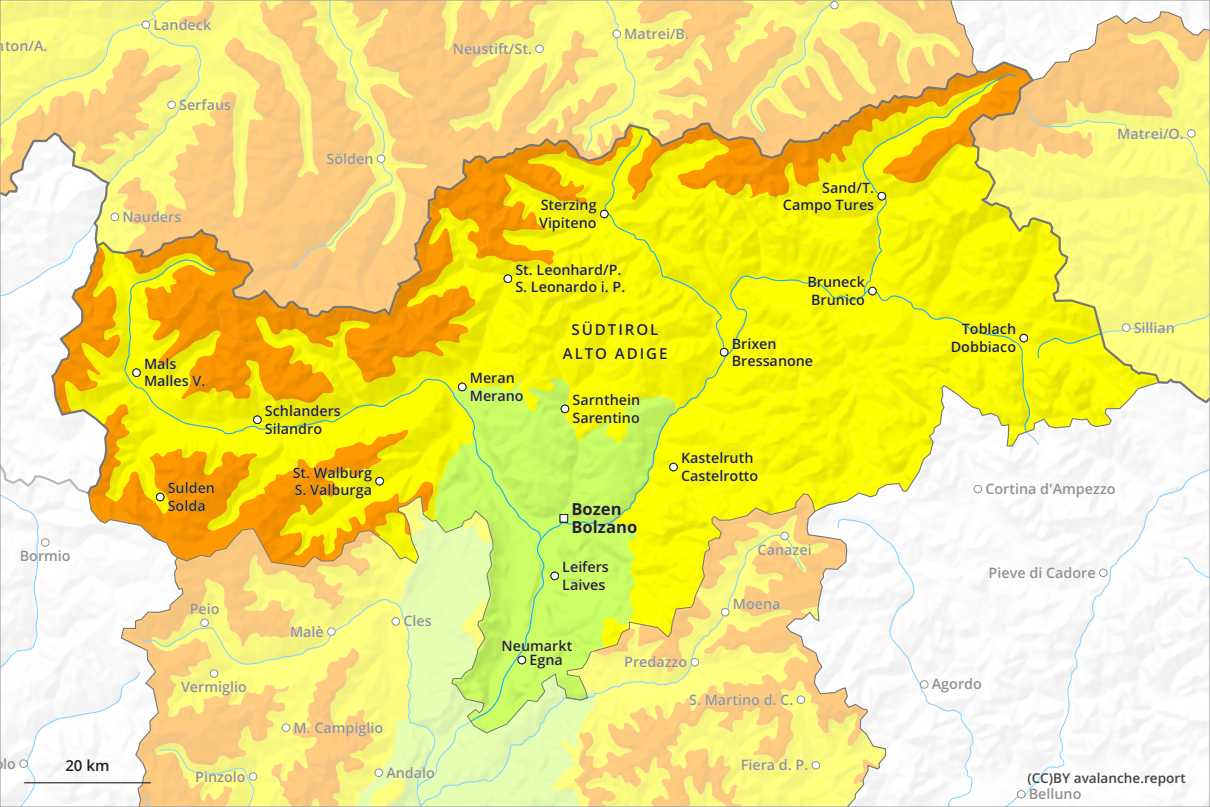 Landeck
Matrei/B.
nton/A.
Neustift/St.
Serfaus
Matrei/O.
Sölden
Sand/T.
Campo Tures
Nauders
Sterzing
Vipiteno
St. Leonhard/P.
S. Leonardo i. P.
Bruneck
Brunico
SÜDTIROL
ALTO ADIGE
Toblach
Dobbiaco
Sillian
Brixen
Bressanone
Mals
Malles V.
Meran
Merano
Schlanders
Silandro
Sarnthein
Sarentino
Kastelruth
Castelrotto
St. Walburg
S. Valburga
Sulden
Solda
Cortina d'Ampezzo
Bozen
Bolzano
Bormio
Canazei
Leifers
Laives
Pieve di Cadore
Peio
Moena
Malè
Cles
Neumarkt
Egna
Predazzo
Vermiglio
Agordo
S. Martino d. C.
M. Campiglio
olo
20 km
Pinzolo
Andalo
Fiera d. P.
(CC)BY avalanche.report
Belluno